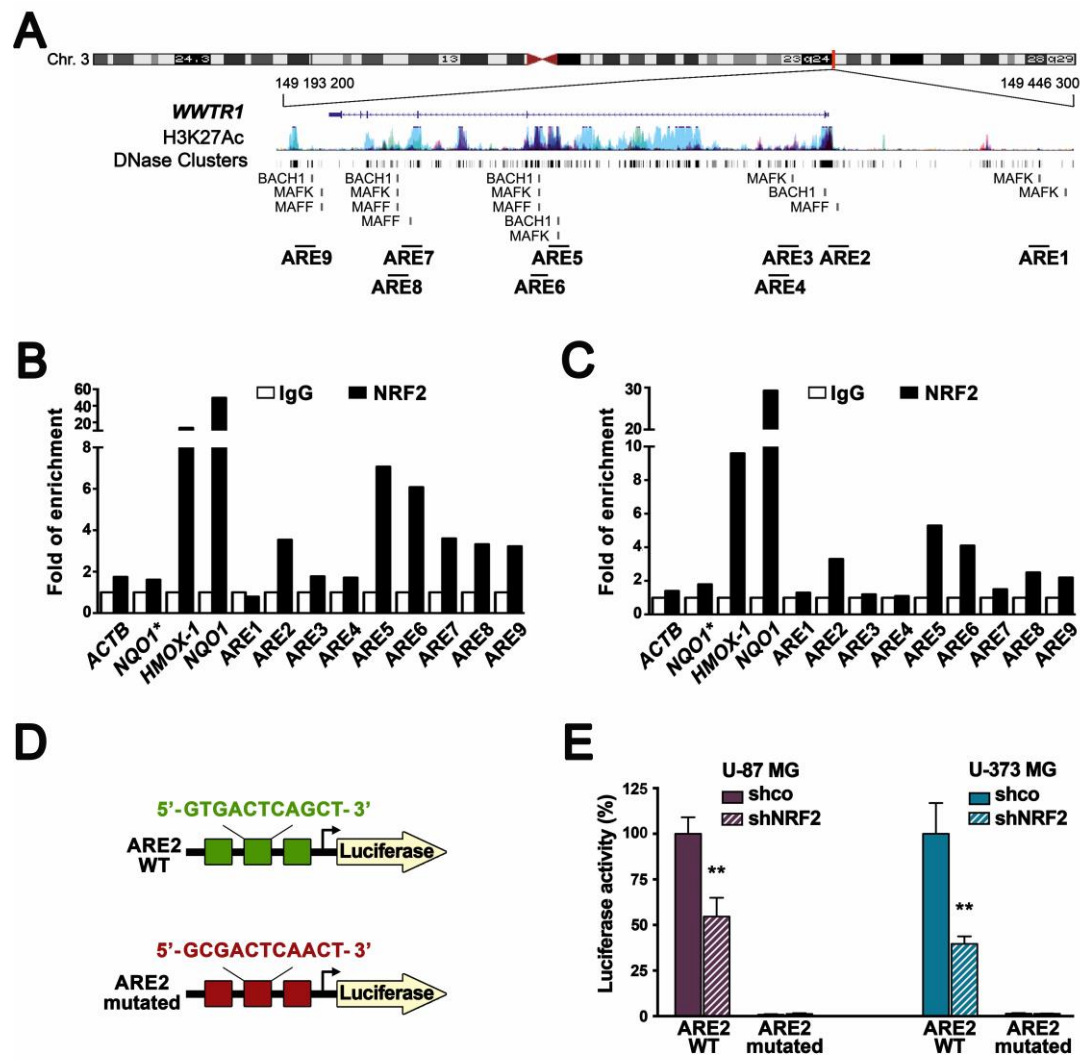 A
Chr. 3 24.3 13 23 q24 28 q29
149 193 200 149 446 300
WWTR1
H3K27Ac
DNase Clusters
BACH1 BACH1 BACH1 MAFK MAFK
MAFK MAFK MAFK BACH1 MAFK
MAFF MAFF MAFF MAFF
MAFF BACH1
MAFK
ARE9 ARE7 ARE5 ARE3 ARE2 ARE1
ARE8 ARE6 ARE4
B
Fold of enrichment
60
40
20
8
6
4
2
0
IgG NRF2
ACTB NQO1* HMOX-1 NQO1 ARE1 ARE2 ARE3 ARE4 ARE5 ARE6 ARE7 ARE8 ARE9
C
Fold of enrichment
30
20
10
8
6
4
2
0
IgG NRF2
ACTB NQO1* HMOX-1 NQO1 ARE1 ARE2 ARE3 ARE4 ARE5 ARE6 ARE7 ARE8 ARE9
D
5'-GTGACTCAGCT-3'
ARE2
WT
Luciferase
5'-GCGACTCAACT-3'
ARE2
mutated
Luciferase
E
Luciferase activity (%)
125
100
75
50
25
0
U-87 MG
shco
shNRF2
U-373 MG
shco
shNRF2
**
**
ARE2 ARE2 ARE2 ARE2
WT mutated WT mutated